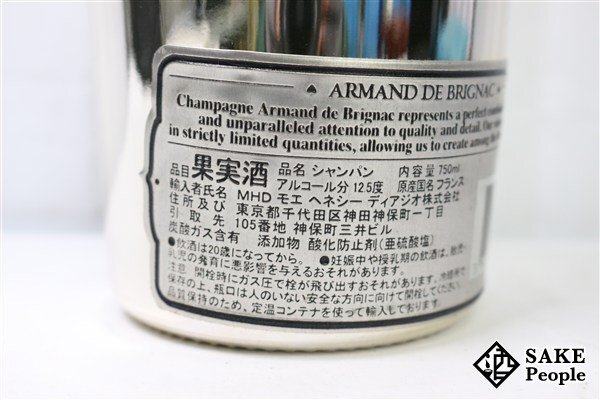 ARMAND DE BRIGNAC
Champagne Armand de Brignac represents a perfect
and unparalleled attention to quality and detail. Our
in strictly limited quantities, allowing us to create among the
品目 果実酒 品名 シャンパン 内容量 750ml
アルコール分 12.5度 原産国名 フランス
輸入者氏名 MHD モエ ヘネシー ディアジオ株式会社
住所及び 東京都千代田区神田神保町一丁目
引取先 105番地 神保町三井ビル
炭酸ガス含有 添加物 酸化防止剤(亜硫酸塩)
●飲酒は20歳になってから。 ●妊娠中や授乳期の飲酒は、胎児・
乳児の発育に悪影響を与えるおそれがあります。
注意 開栓時にガス圧で栓が飛び出すおそれがあります。冷暗所で
保存の上、瓶口は人のいない安全な方向に向けて開栓してください。
品質保持のため、定温コンテナを使って輸入もしております。
SAKE
People